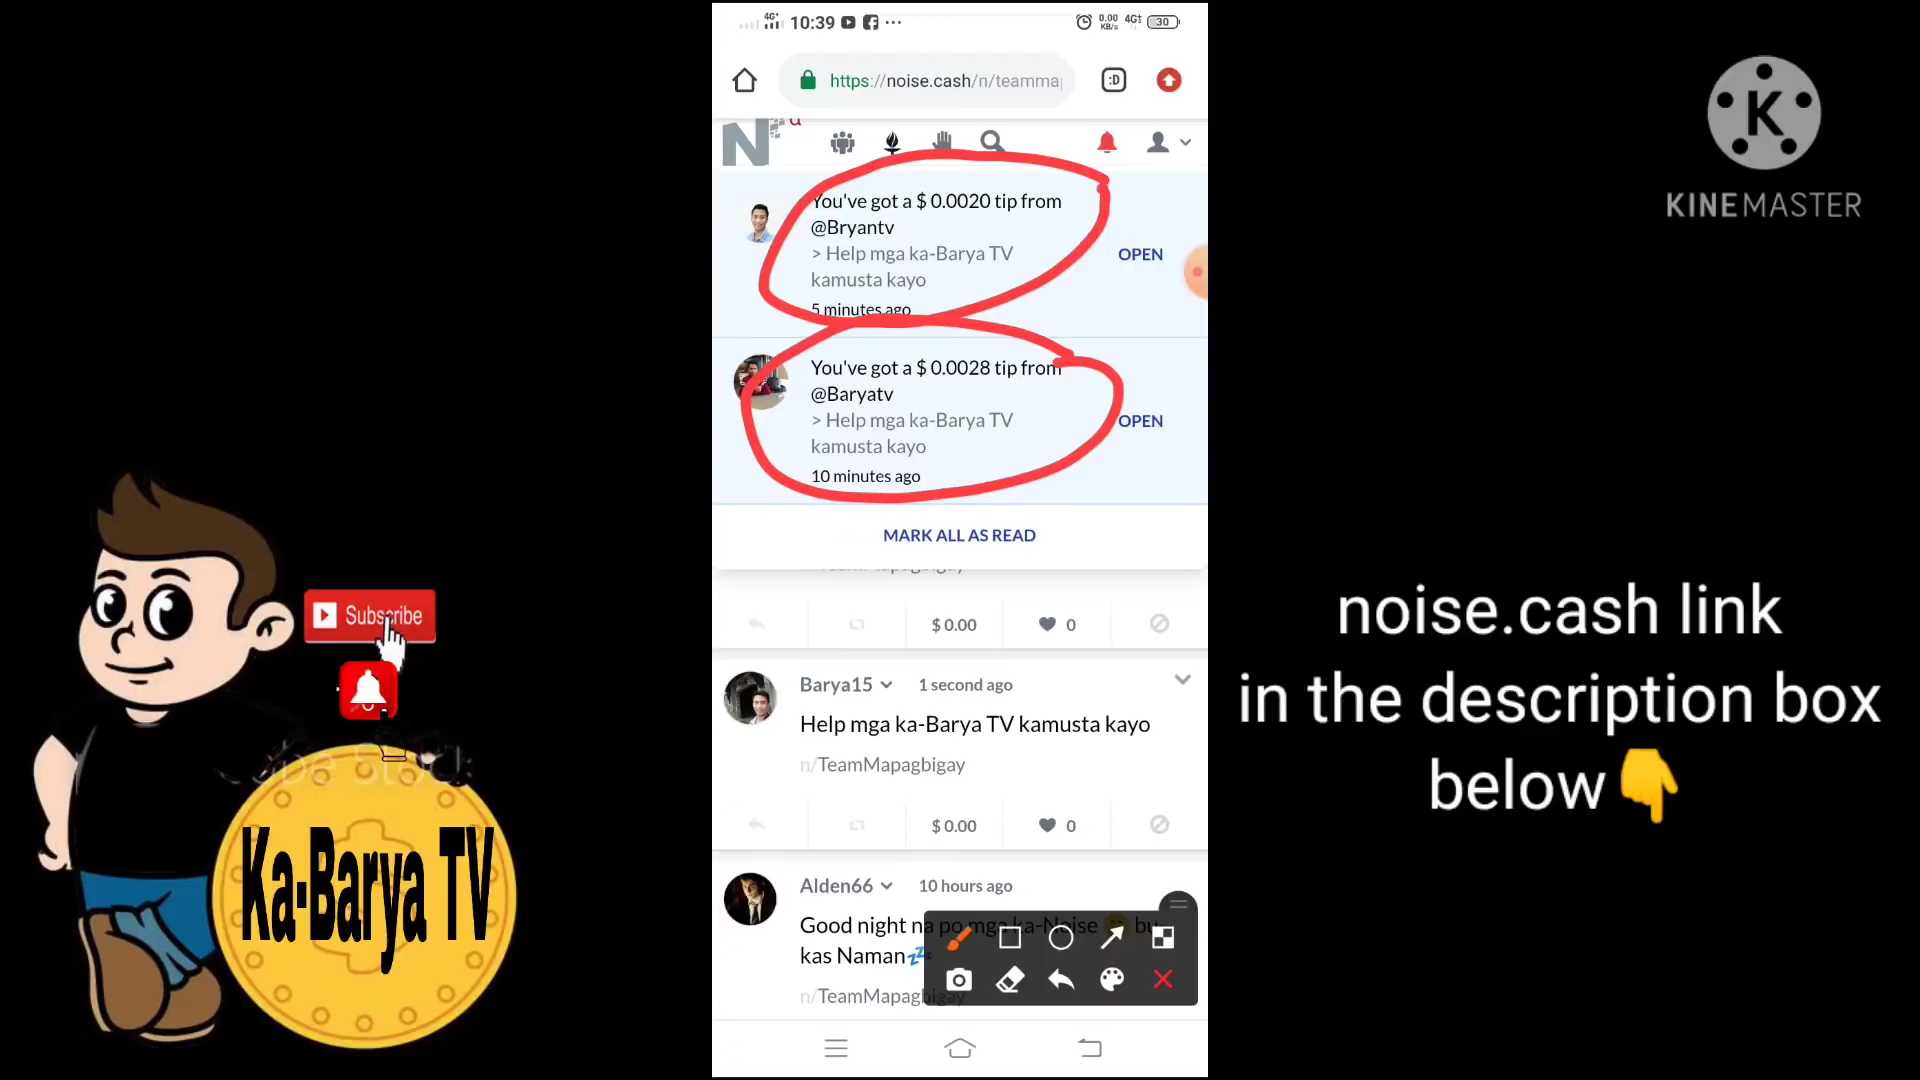 4G+ 10:39 ... 0.00 KB/s 4G† 30
https://noise.cash/n/teamma
:D
N
You've got a $ 0.0020 tip from
@Bryantv
> Help mga ka-Barya TV
kamusta kayo
5 minutes ago
OPEN
You've got a $ 0.0028 tip from
@Baryatv
> Help mga ka-Barya TV
kamusta kayo
10 minutes ago
OPEN
MARK ALL AS READ
$ 0.00 0
Barya15 1 second ago
Help mga ka-Barya TV kamusta kayo
n/TeamMapagbigay
$ 0.00 0
Alden66 10 hours ago
Good night na po mga ka-Noise bu
kas Naman
n/TeamMapagbigay
K
KINEMASTER
Subscribe
Ka-Barya TV
noise.cash link
in the description box
below